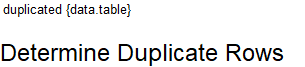 duplicated {data.table}
Determine Duplicate Rows